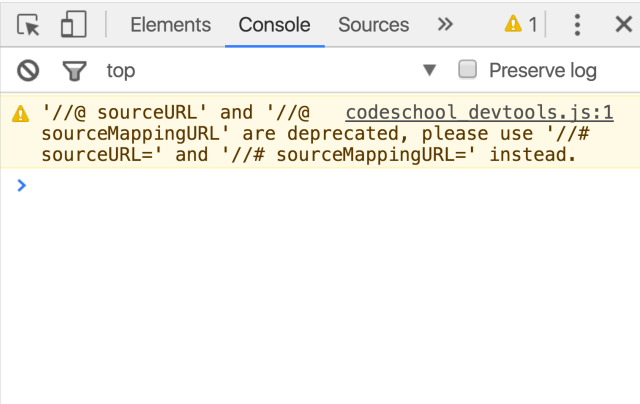 Elements Console Sources » 1
top Preserve log
'//@ sourceURL' and '//@ codeschool_devtools.js:1
sourceMappingURL' are deprecated, please use '//#
sourceURL=' and '//# sourceMappingURL=' instead.